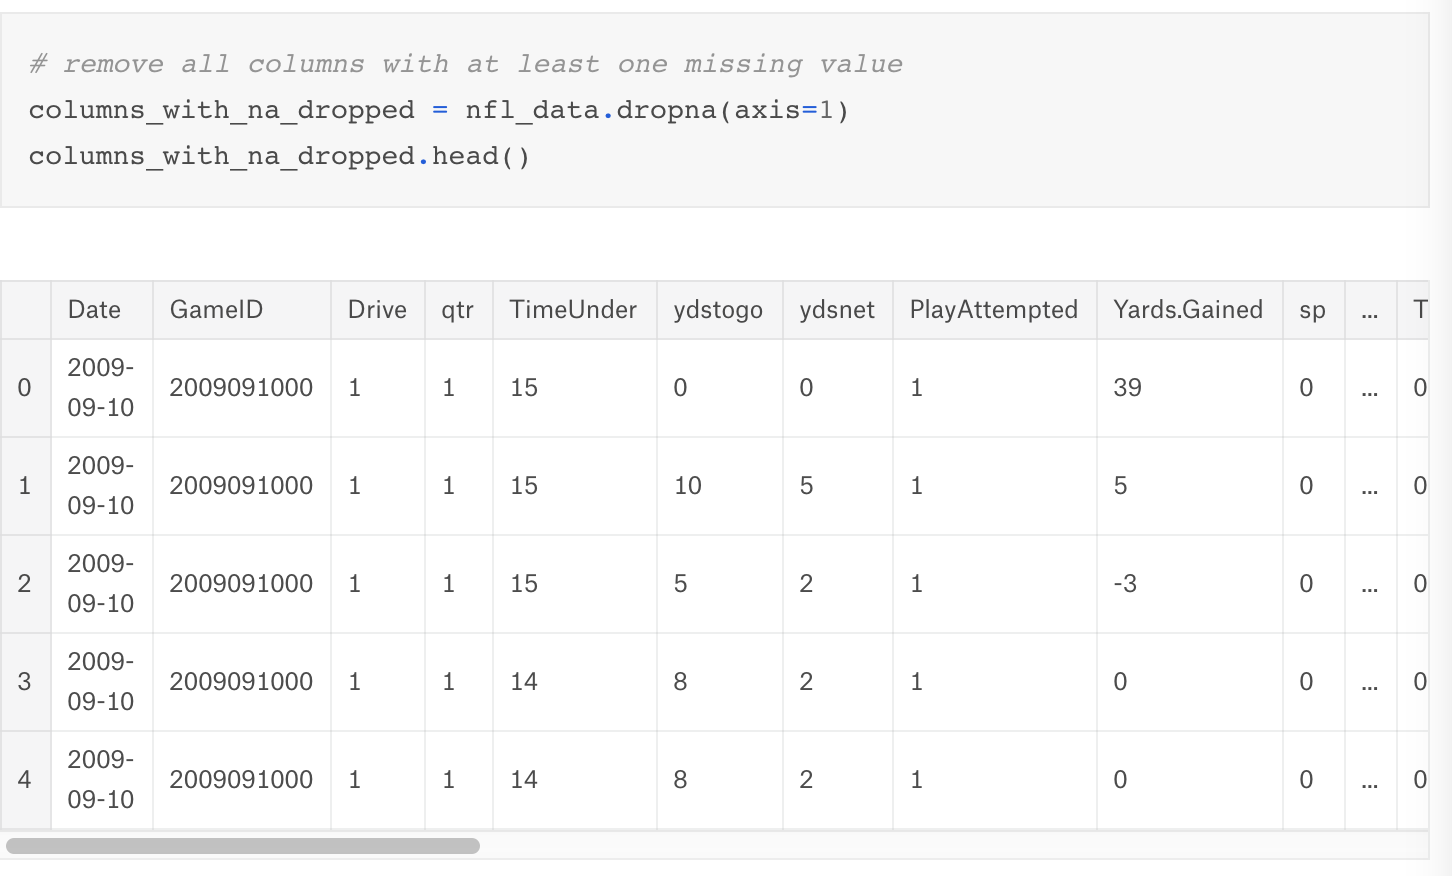 # remove all columns with at least one missing value
columns_with_na_dropped = nfl_data.dropna(axis=1)
columns_with_na_dropped.head()
Date GameID Drive qtr TimeUnder ydstogo ydsnet PlayAttempted Yards.Gained sp ... T
0 2009-09-10 2009091000 1 1 15 0 0 1 39 0 ... 0
1 2009-09-10 2009091000 1 1 15 10 5 1 5 0 ... 0
2 2009-09-10 2009091000 1 1 15 5 2 1 -3 0 ... 0
3 2009-09-10 2009091000 1 1 14 8 2 1 0 0 ... 0
4 2009-09-10 2009091000 1 1 14 8 2 1 0 0 ... 0